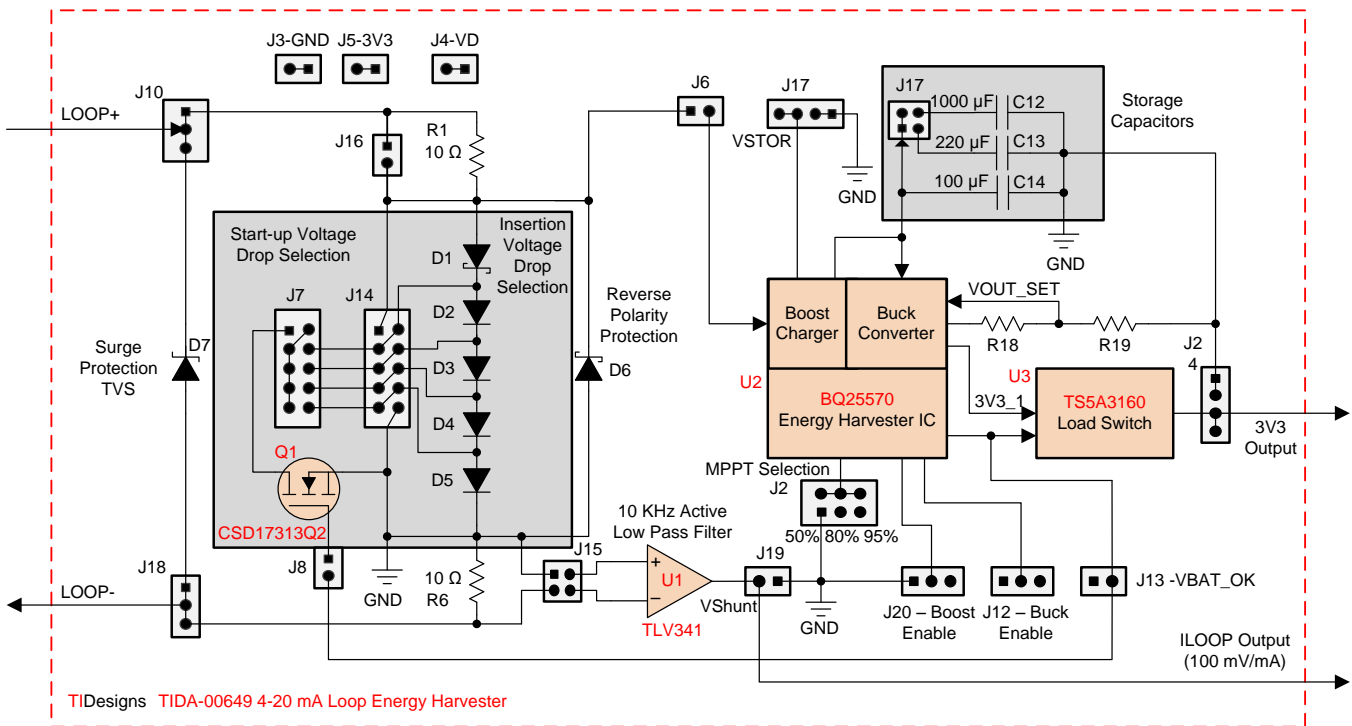 J3-GND
J5-3V3
J4-VD
J10
LOOP+
J16
R1
10 Ω
J6
J17
VSTOR
GND
J17
1000 µF
C12
220 µF
C13
100 µF
C14
Storage
Capacitors
GND
Start-up Voltage
Drop Selection
Insertion
Voltage
Drop
Selection
J7
J14
D1
D2
D3
D4
D5
Reverse
Polarity
Protection
D6
Surge
Protection
TVS
D7
Boost
Charger
Buck
Converter
VOUT_SET
R18
R19
U2
BQ25570
Energy Harvester IC
3V3_1
U3
TS5A3160
Load Switch
J2
4
3V3
Output
Q1
CSD17313Q2
MPPT Selection
J2
50% 80% 95%
10 KHz Active
Low Pass Filter
J18
LOOP-
J8
GND
10 Ω
R6
J15
+
−
U1
TLV341
VShunt
J19
GND
J20 – Boost
Enable
J12 – Buck
Enable
J13 -VBAT_OK
ILOOP Output
(100 mV/mA)
TIDesigns TIDA-00649 4-20 mA Loop Energy Harvester